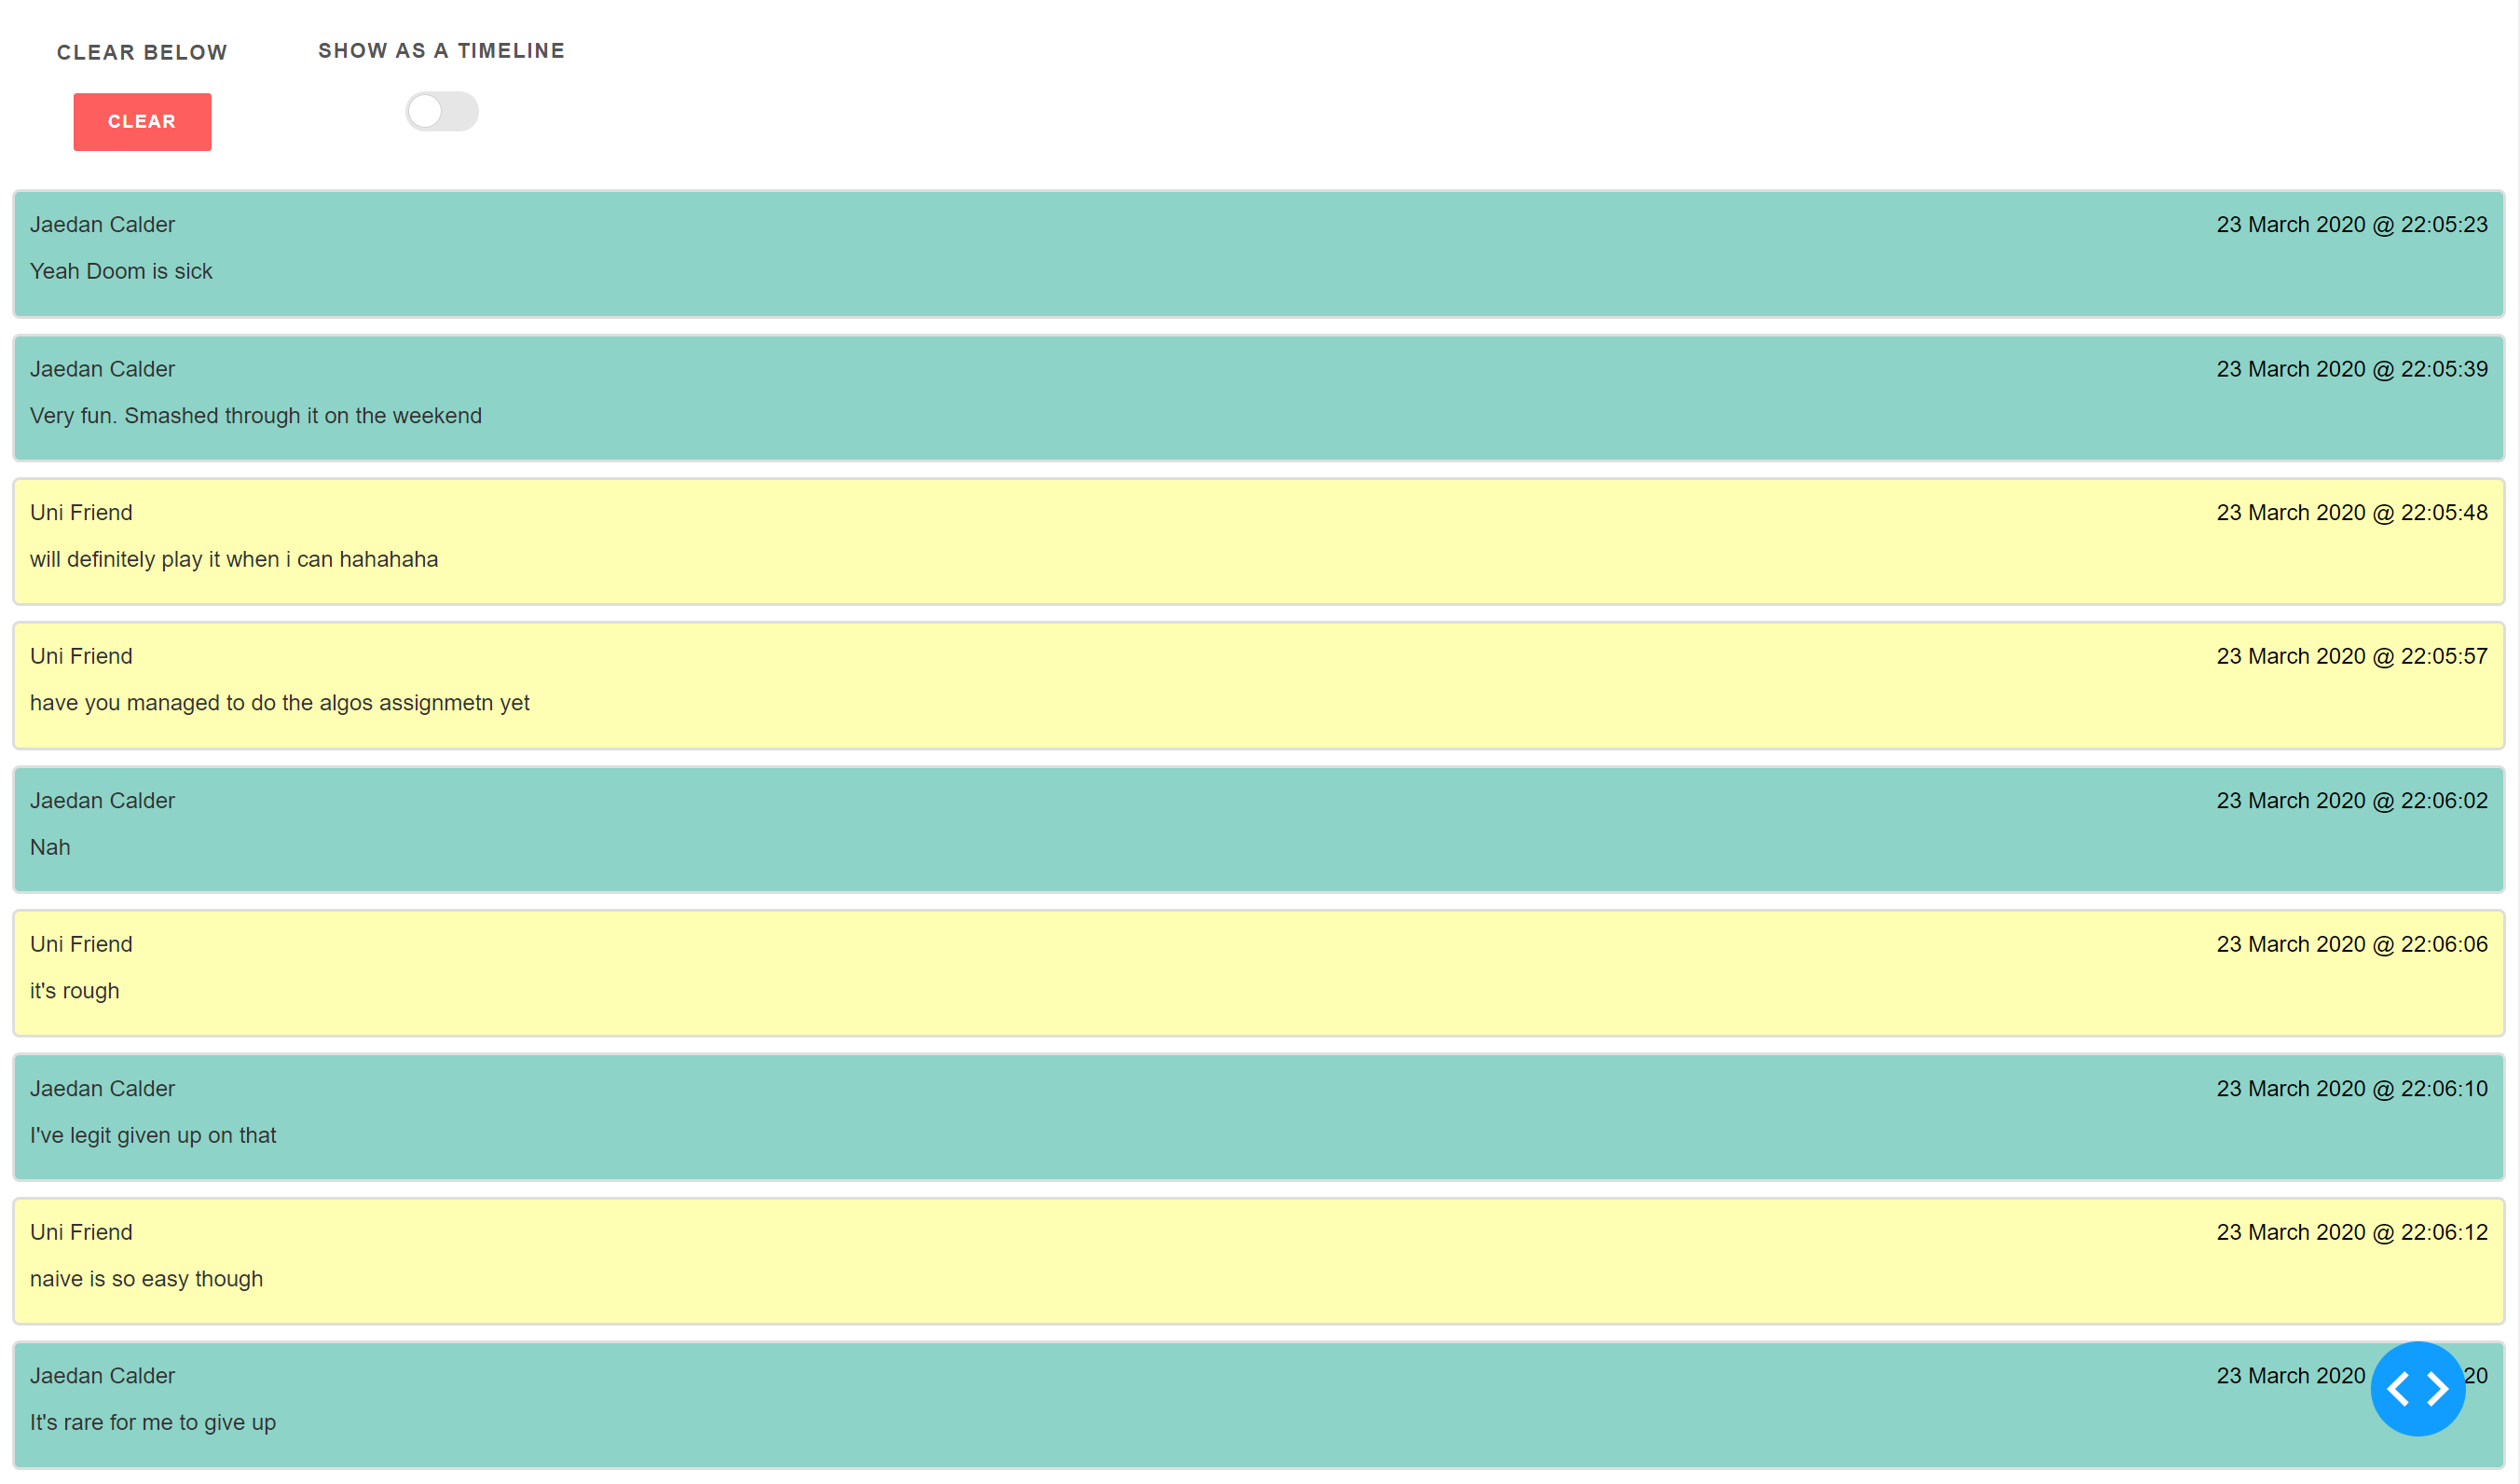 CLEAR BELOW
SHOW AS A TIMELINE
CLEAR
Jaedan Calder 23 March 2020 @ 22:05:23
Yeah Doom is sick
Jaedan Calder 23 March 2020 @ 22:05:39
Very fun. Smashed through it on the weekend
Uni Friend 23 March 2020 @ 22:05:48
will definitely play it when i can hahahaha
Uni Friend 23 March 2020 @ 22:05:57
have you managed to do the algos assignmetn yet
Jaedan Calder 23 March 2020 @ 22:06:02
Nah
Uni Friend 23 March 2020 @ 22:06:06
it's rough
Jaedan Calder 23 March 2020 @ 22:06:10
I've legit given up on that
Uni Friend 23 March 2020 @ 22:06:12
naive is so easy though
Jaedan Calder 23 March 2020 20
It's rare for me to give up